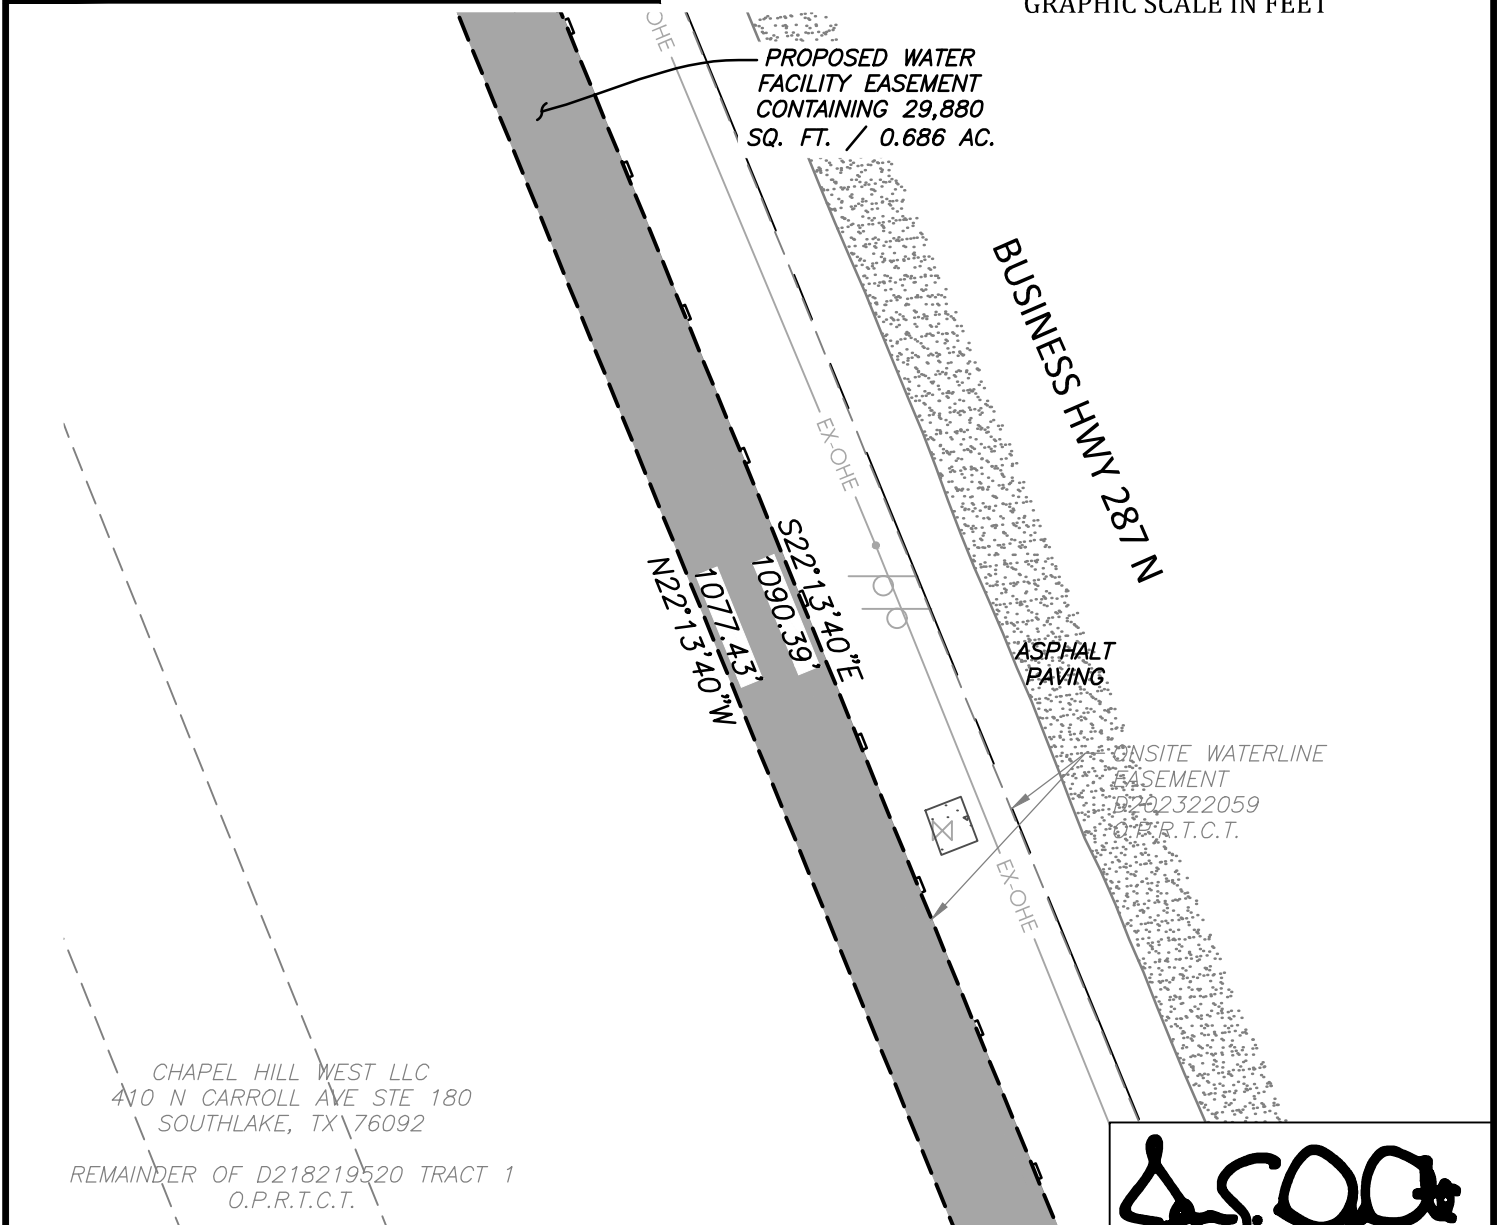 GRAPHIC SCALE IN FEET
OHE
PROPOSED WATER
FACILITY EASEMENT
CONTAINING 29,880
SQ. FT. / 0.686 AC.
BUSINESS HWY 287 N
EX-OHE
S22°13'40"E
1090.39'
1077.43'
N22°13'40"W
ASPHALT
PAVING
ONSITE WATERLINE
EASEMENT
D202322059
O.P.R.T.C.T.
EX-OHE
CHAPEL HILL WEST LLC
410 N CARROLL AVE STE 180
SOUTHLAKE, TX 76092
REMAINDER OF D218219520 TRACT 1
O.P.R.T.C.T.